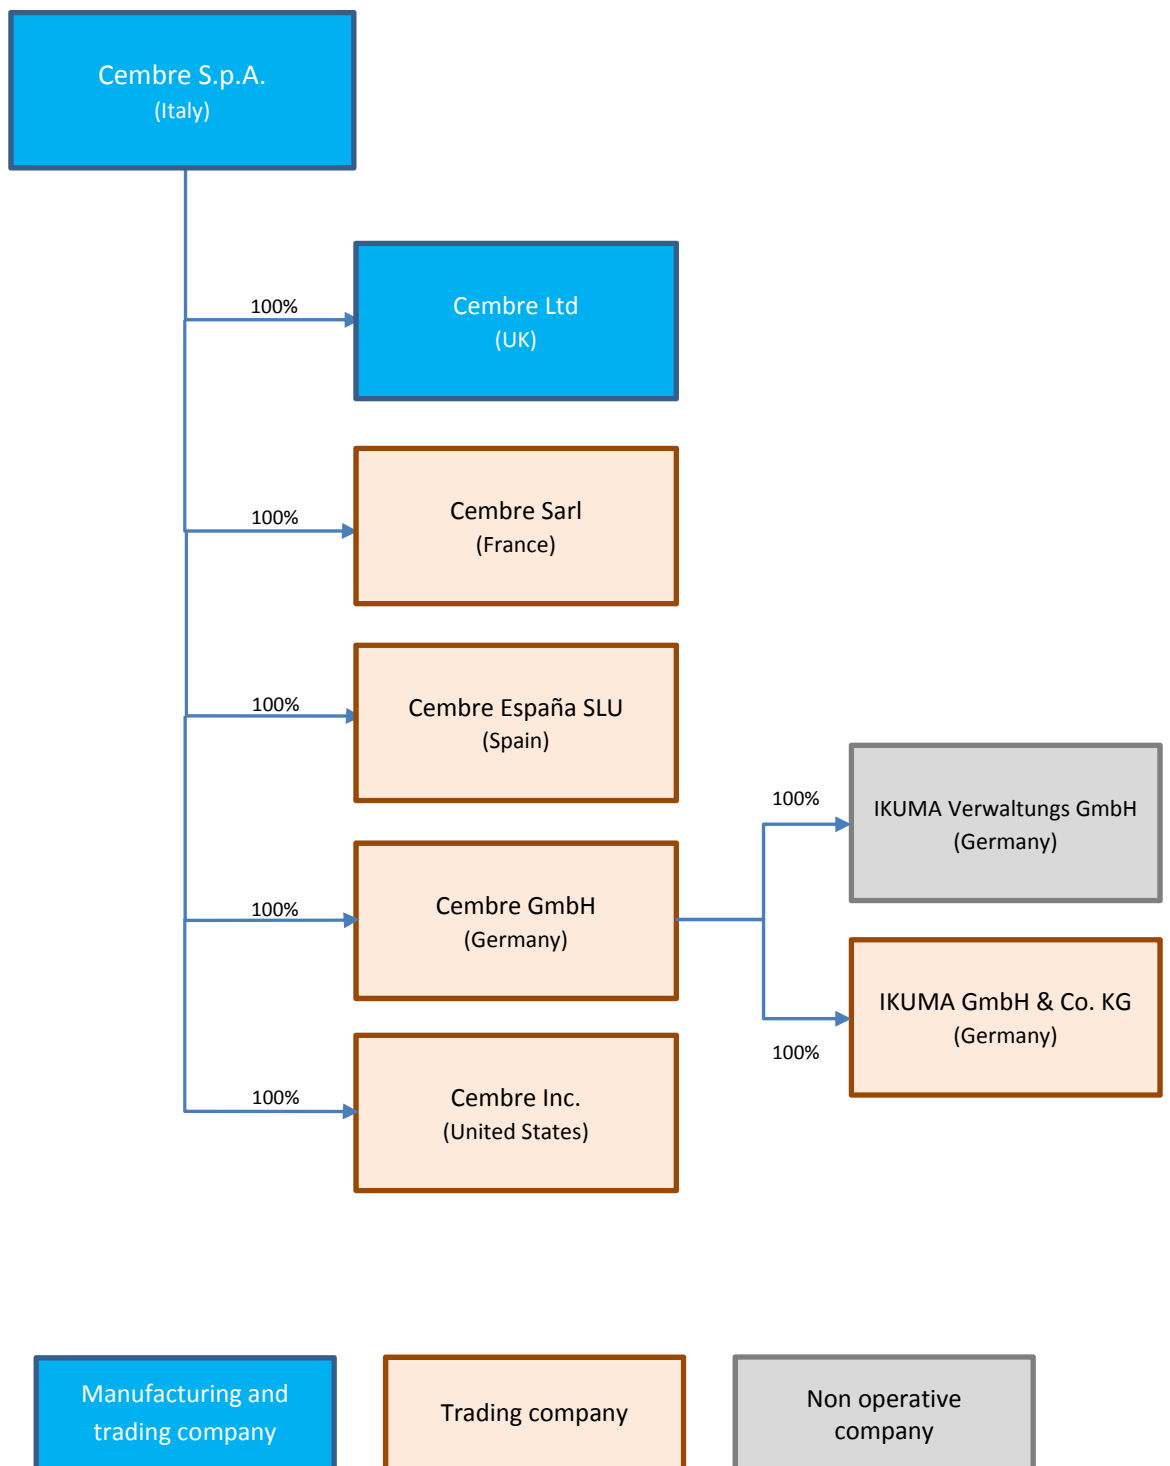 Cembre S.p.A.
(Italy)
100%
Cembre Ltd
(UK)
100%
Cembre Sarl
(France)
100%
Cembre España SLU
(Spain)
100%
IKUMA Verwaltungs GmbH
(Germany)
100%
Cembre GmbH
(Germany)
IKUMA GmbH & Co. KG
(Germany)
100%
100%
Cembre Inc.
(United States)
Manufacturing and
trading company
Trading company
Non operative
company